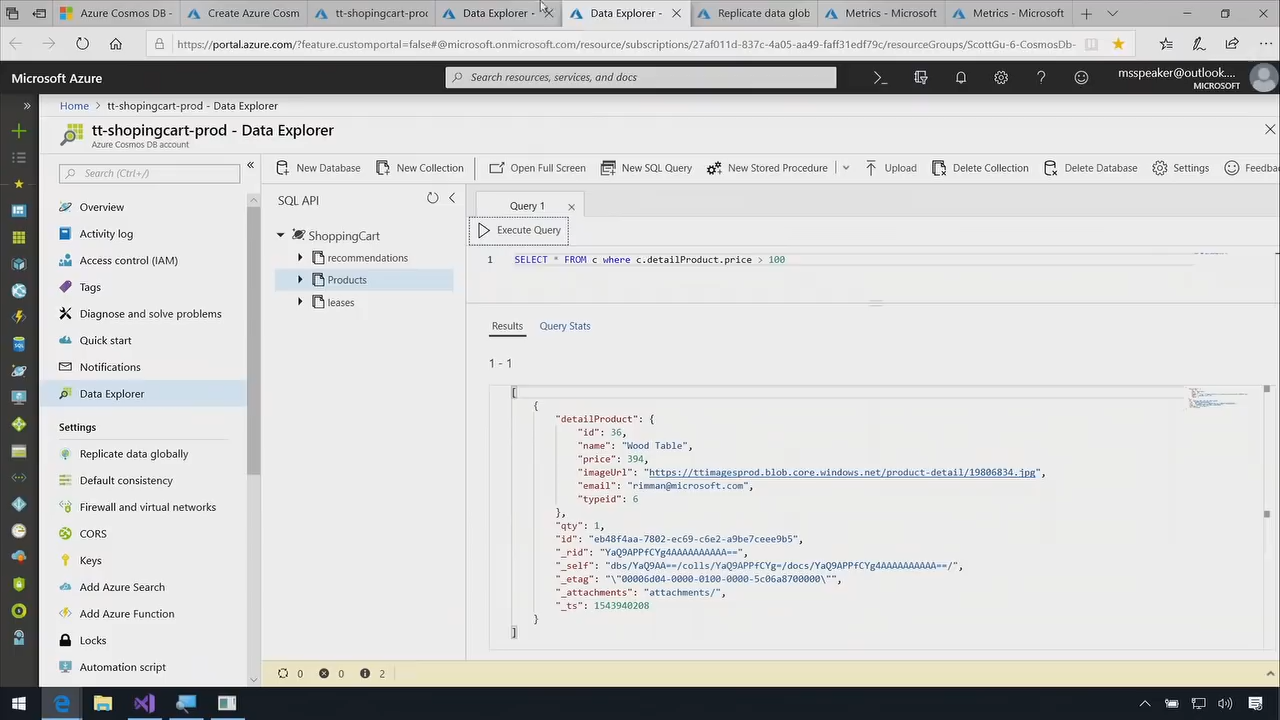 Azure Cosmos DB -
Create Azure Cosm
tt-shopingcart-prod
Data Explorer -
Data Explorer -
Replicate data glob
Metrics - Microsoft
Metrics - Microsoft
https://portal.azure.com/?feature.customportal=false#@microsoft.onmicrosoft.com/resource/subscriptions/27af011d-837c-4a05-aa49-faff31edf79c/resourceGroups/ScottGu-6-CosmosDb-
Microsoft Azure
Search resources, services, and docs
msspeaker@outlook....
MICROSOFT
Home > tt-shopingcart-prod - Data Explorer
tt-shopingcart-prod - Data Explorer
Azure Cosmos DB account
Search (Ctrl+/)
Overview
Activity log
Access control (IAM)
Tags
Diagnose and solve problems
Quick start
Notifications
Data Explorer
Settings
Replicate data globally
Default consistency
Firewall and virtual networks
CORS
Keys
Add Azure Search
Add Azure Function
Locks
Automation script
New Database
New Collection
Open Full Screen
New SQL Query
New Stored Procedure
Upload
Delete Collection
Delete Database
Settings
Feedba
SQL API
ShoppingCart
recommendations
Products
leases
Query 1
Execute Query
1 SELECT * FROM c where c.detailProduct.price > 100
Results
Query Stats
1 - 1
[
{
"detailProduct": {
"id": 36,
"name": "Wood Table",
"price": 394,
"imageUrl": "https://ttimagesprod.blob.core.windows.net/product-detail/19806834.jpg",
"email": "rimman@microsoft.com",
"typeid": 6
},
"qty": 1,
"id": "eb48f4aa-7802-ec69-c6e2-a9be7ceee9b5",
"_rid": "YaQ9APPfCYg4AAAAAAAAAA==",
"_self": "dbs/YaQ9AA==/colls/YaQ9APPfCYg=/docs/YaQ9APPfCYg4AAAAAAAAAA==/",
"_etag": "\"00006d04-0000-0100-0000-5c06a8700000\"",
"_attachments": "attachments/",
"_ts": 1543940208
}
]
0
0
2